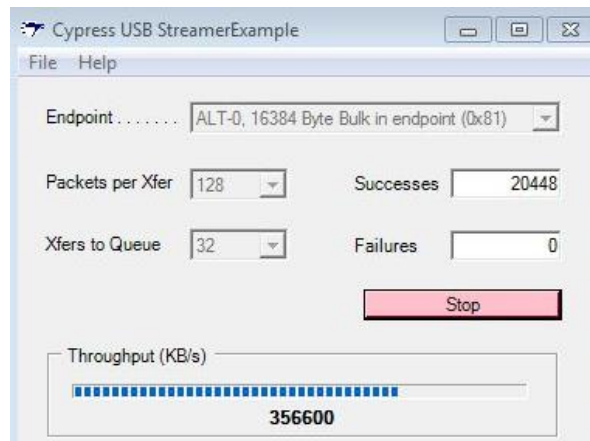 Cypress USB StreamerExample
File Help
Endpoint . . . . . . . ALT-0, 16384 Byte Bulk in endpoint (0x81)
Packets per Xfer 128 Successes 20448
Xfers to Queue 32 Failures 0
Stop
Throughput (KB/s)
356600